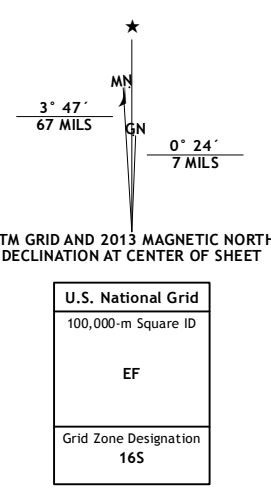 ★
MN
3° 47´
67 MILS
GN
0° 24´
7 MILS
TM GRID AND 2013 MAGNETIC NORTH
DECLINATION AT CENTER OF SHEET
U.S. National Grid
100,000-m Square ID
EF
Grid Zone Designation
16S